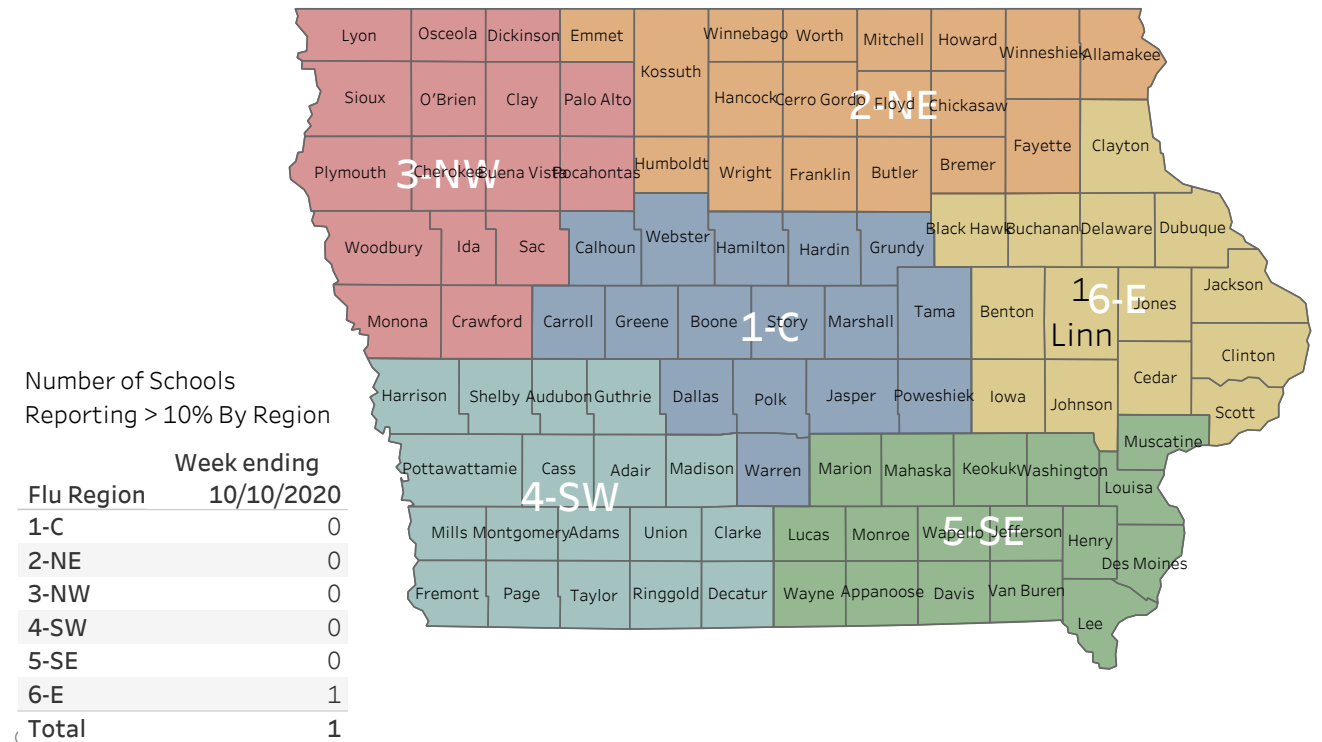 Lyon Osceola Dickinson Emmet Winnebago Worth Mitchell Howard Winneshiek Allamakee
Kossuth
Sioux O'Brien Clay Palo Alto Hancock Cerro Gordo Floyd Chickasaw
2-NE
Fayette Clayton
Plymouth Cherokee Buena Vista Pocahontas Humboldt Wright Franklin Butler Bremer
3-NW
Woodbury Ida Sac Calhoun Webster Hamilton Hardin Grundy Black Hawk Buchanan Delaware Dubuque
Monona Crawford Carroll Greene Boone Story Marshall Tama Benton 1 Jones Jackson
Linn
1-C
6-E
Clinton
Harrison Shelby Audubon Guthrie Dallas Polk Jasper Poweshiek Iowa Johnson Cedar Scott
Pottawattamie Cass Adair Madison Warren Marion Mahaska Keokuk Washington Muscatine
Louisa
4-SW
5-SE
Mills Montgomery Adams Union Clarke Lucas Monroe Wapello Jefferson Henry
Des Moines
Fremont Page Taylor Ringgold Decatur Wayne Appanoose Davis Van Buren
Lee
Number of Schools
Reporting > 10% By Region
Week ending
Flu Region 10/10/2020
1-C 0
2-NE 0
3-NW 0
4-SW 0
5-SE 0
6-E 1
Total 1